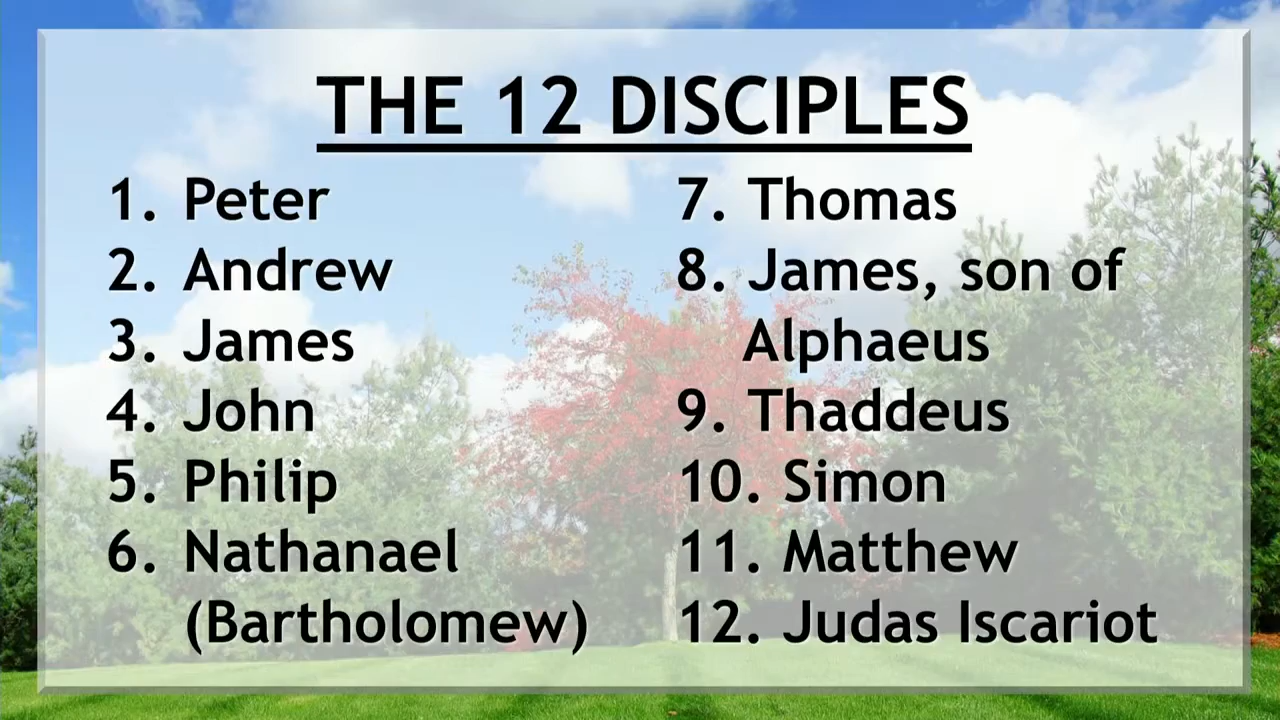 THE 12 DISCIPLES
1. Peter
2. Andrew
3. James
4. John
5. Philip
6. Nathanael
(Bartholomew)
7. Thomas
8. James, son of
Alphaeus
9. Thaddeus
10. Simon
11. Matthew
12. Judas Iscariot